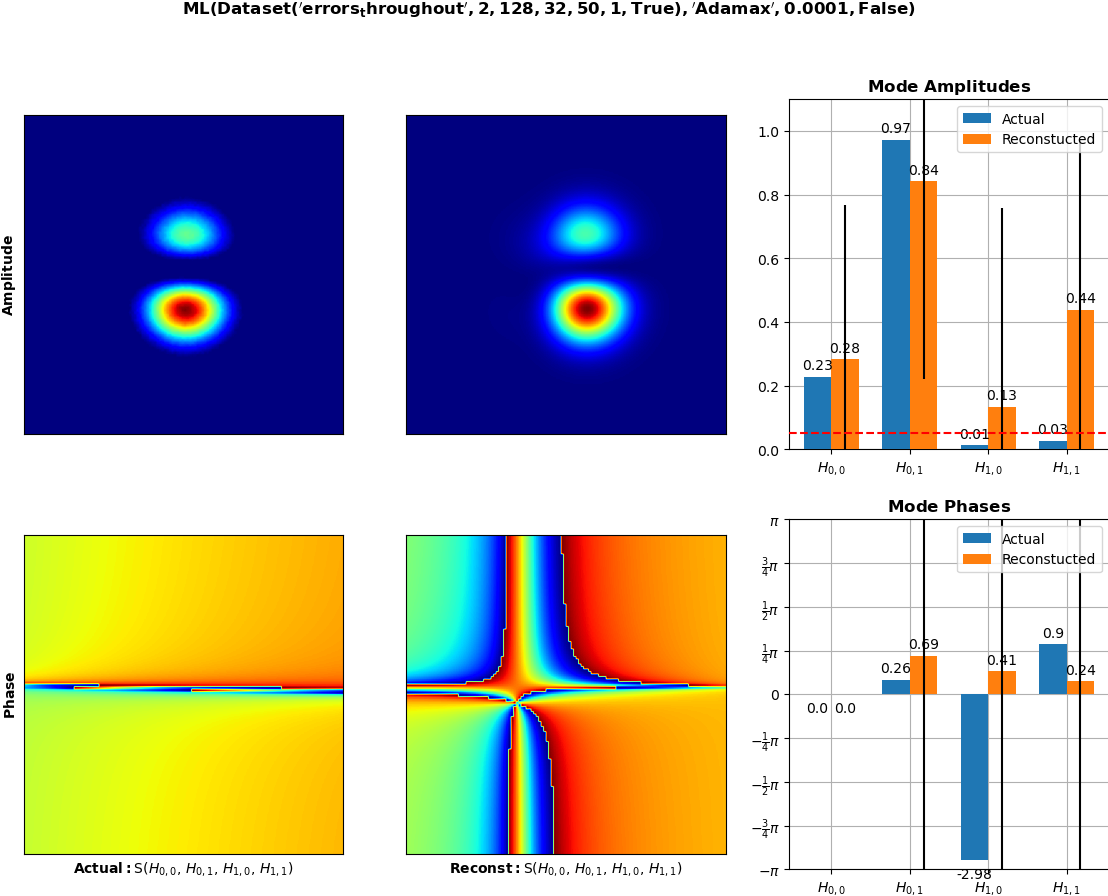 ML(Dataset('errors_throughout', 2, 128, 32, 50, 1, True), 'Adamax', 0.0001, False)
Amplitude
Mode Amplitudes
Actual
Reconstucted
1.0
0.8
0.6
0.4
0.2
0.0
0.23
0.28
0.97
0.84
0.01
0.13
0.03
0.44
H0,0
H0,1
H1,0
H1,1
Phase
Actual: S(H0,0, H0,1, H1,0, H1,1)
Reconst: S(H0,0, H0,1, H1,0, H1,1)
Mode Phases
Actual
Reconstucted
π
3/4π
1/2π
1/4π
0
−1/4π
−1/2π
−3/4π
−π
0.0
0.0
0.26
0.69
-2.98
0.41
0.9
0.24
H0,0
H0,1
H1,0
H1,1